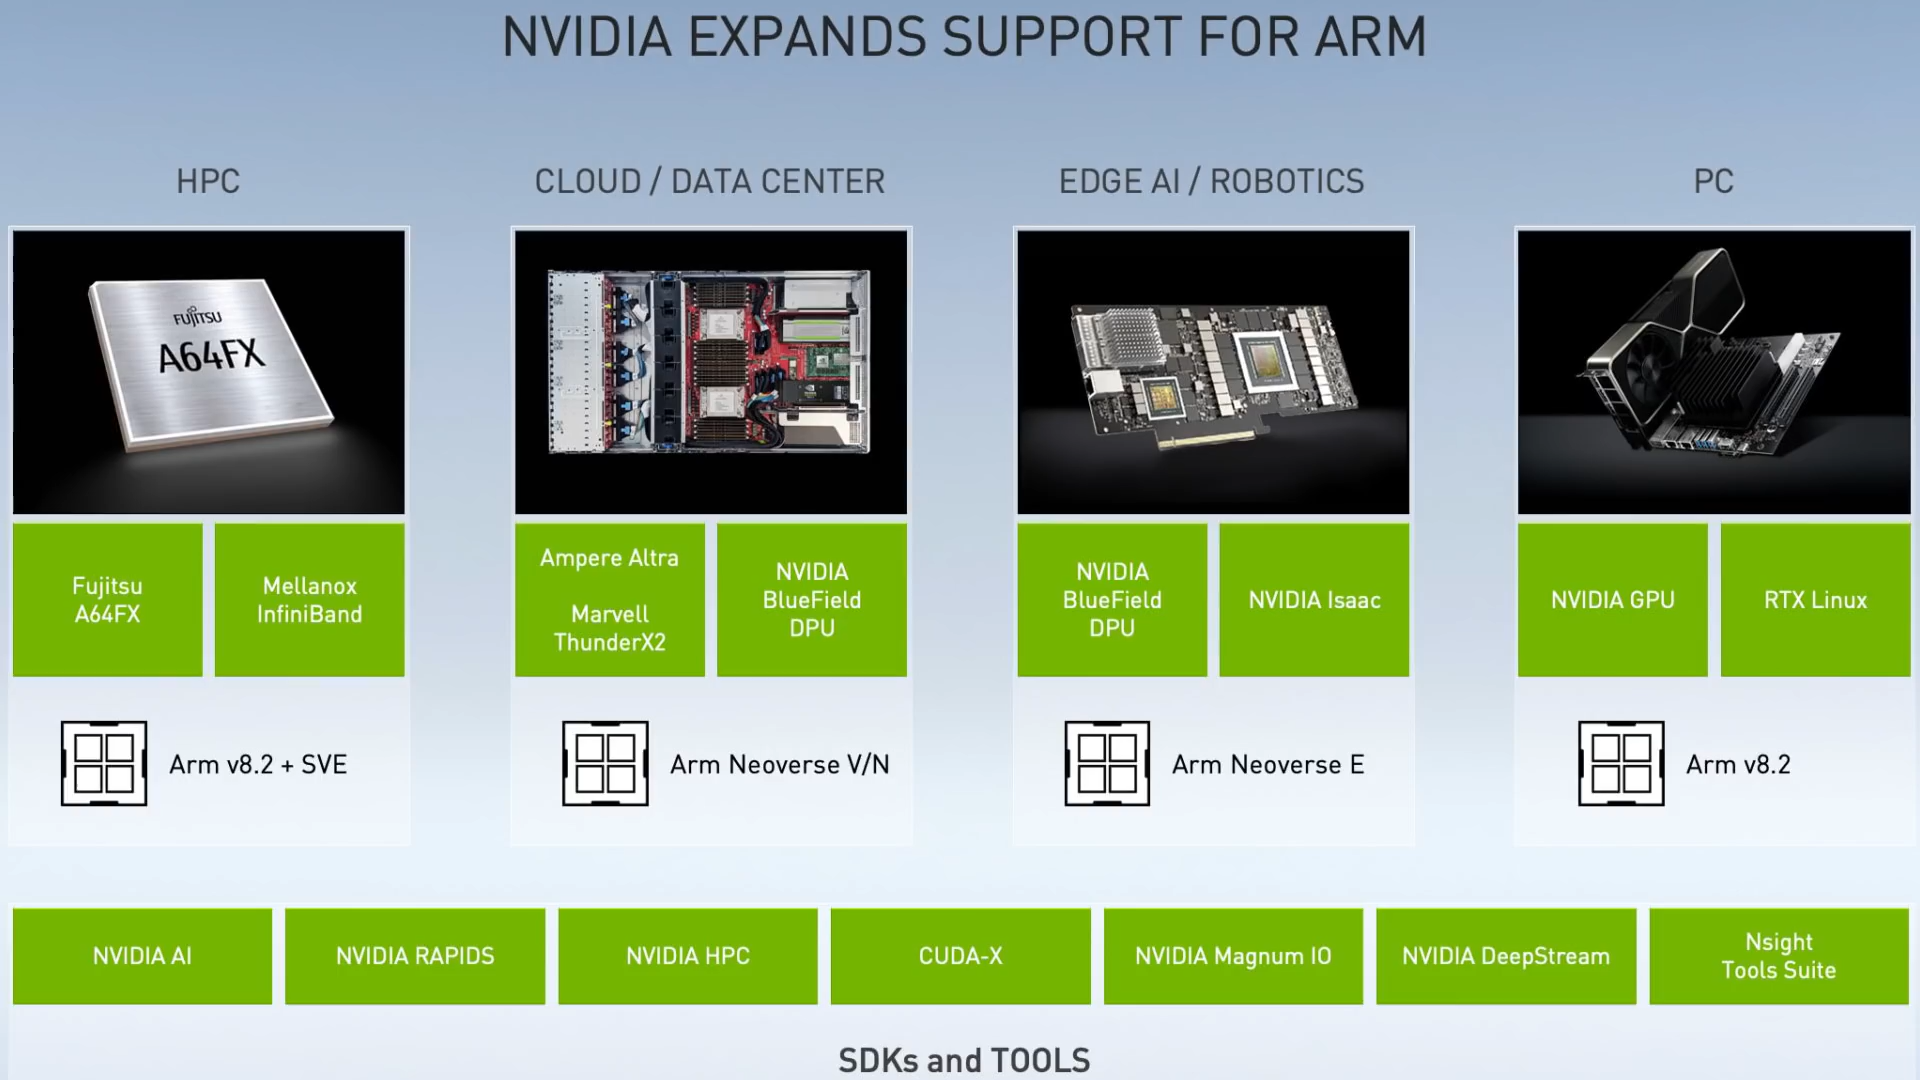 NVIDIA EXPANDS SUPPORT FOR ARM
HPC
CLOUD / DATA CENTER
EDGE AI / ROBOTICS
PC
FUJITSU
A64FX
Fujitsu
A64FX
Mellanox
InfiniBand
Ampere Altra
Marvell
ThunderX2
NVIDIA
BlueField
DPU
NVIDIA
BlueField
DPU
NVIDIA Isaac
NVIDIA GPU
RTX Linux
Arm v8.2 + SVE
Arm Neoverse V/N
Arm Neoverse E
Arm v8.2
NVIDIA AI
NVIDIA RAPIDS
NVIDIA HPC
CUDA-X
NVIDIA Magnum IO
NVIDIA DeepStream
Nsight
Tools Suite
SDKs and TOOLS